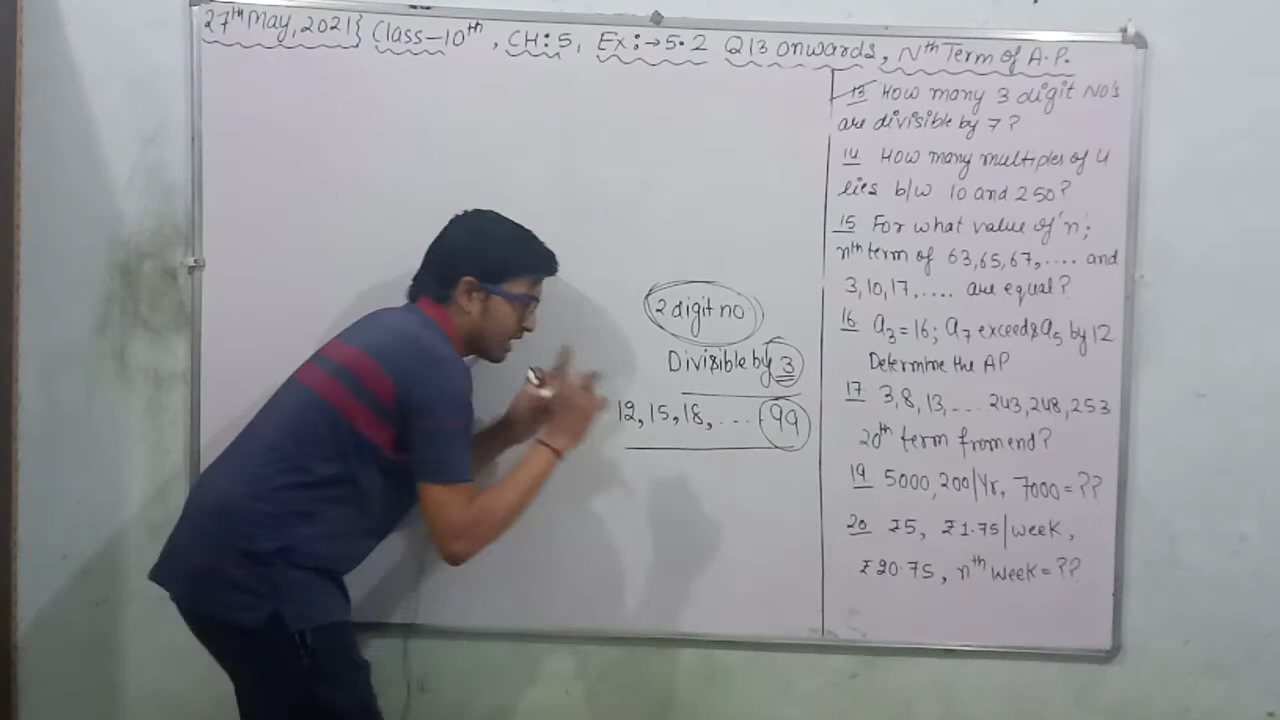 27th May, 2021} Class-10th, CH: 5, Ex:→5.2 Q13 onwards, Nth Term of A.P.
2 digit no
Divisible by 3
12, 15, 18, .... 99
13 How many 3 digit No's
are divisible by 7?
14 How many multiples of 4
lies b/w 10 and 250?
15 For what value of 'n';
nth term of 63,65,67,.... and
3,10,17,.... are equal?
16 a3=16; a7 exceeds a5 by 12
Determine the AP
17 3,8,13,... 243,248,253
20th term from end?
19 5000, 200/Yr, 7000=??
20 ₹5, ₹1.75/week,
₹20.75, nth week=??